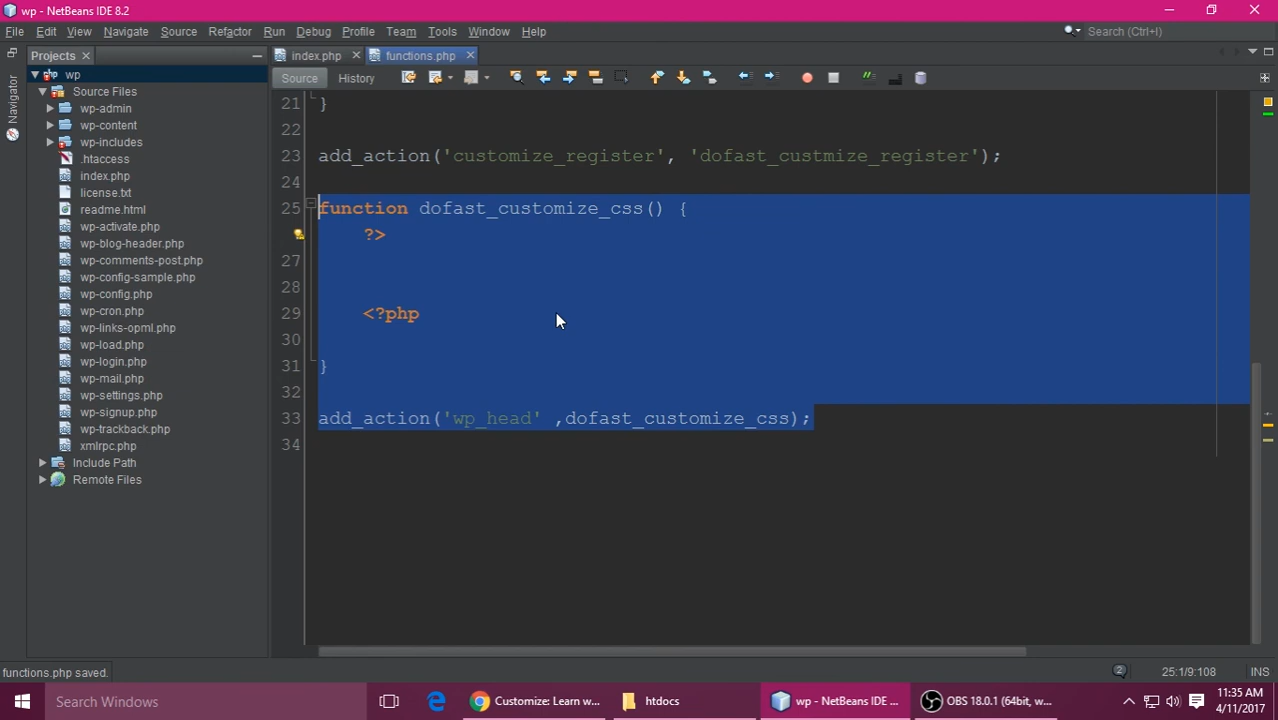 wp - NetBeans IDE 8.2
File Edit View Navigate Source Refactor Run Debug Profile Team Tools Window Help
Search (Ctrl+I)
Projects
index.php
functions.php
Navigator
Source
History
wp
Source Files
wp-admin
wp-content
wp-includes
.htaccess
index.php
license.txt
readme.html
wp-activate.php
wp-blog-header.php
wp-comments-post.php
wp-config-sample.php
wp-config.php
wp-cron.php
wp-links-opml.php
wp-load.php
wp-login.php
wp-mail.php
wp-settings.php
wp-signup.php
wp-trackback.php
xmlrpc.php
Include Path
Remote Files
21 }
22
23 add_action('customize_register', 'dofast_custmize_register');
24
25 function dofast_customize_css() {
?>
27
28
29 <?php
30
31 }
32
33 add_action('wp_head' ,dofast_customize_css);
34
functions.php saved.
2
25:1/9:108
INS
Search Windows
Customize: Learn w...
htdocs
wp - NetBeans IDE ...
OBS 18.0.1 (64bit, w...
11:35 AM
4/11/2017